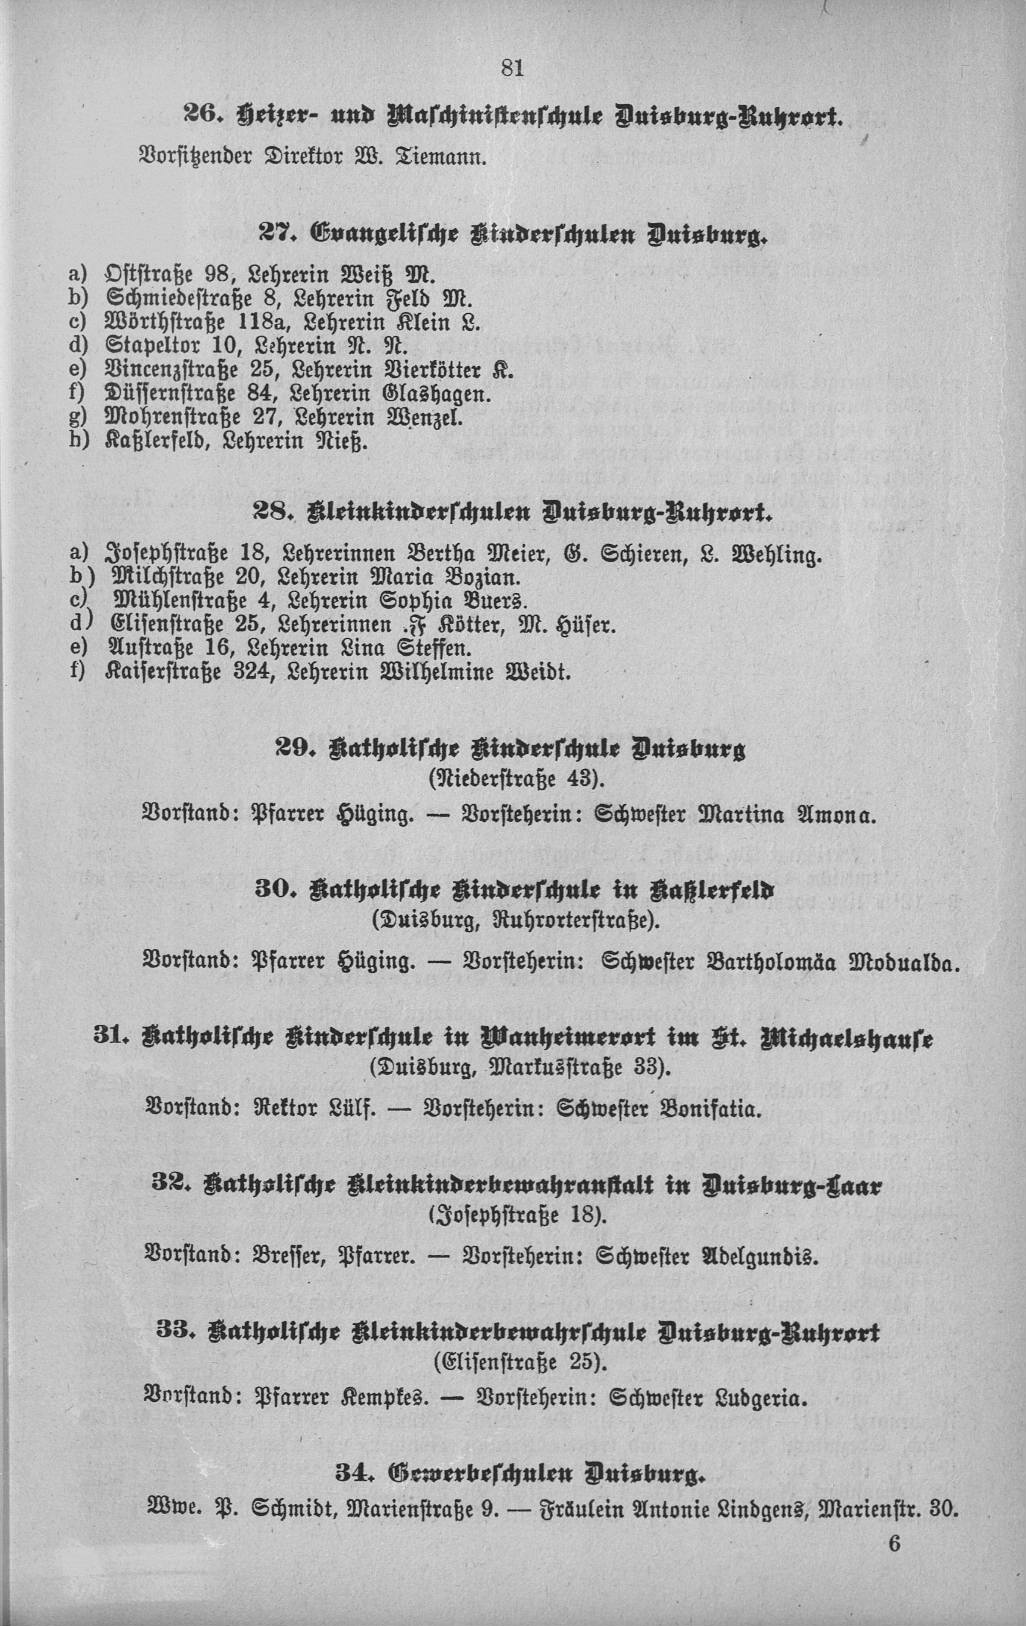 81
26. Heizer- und Maschinistenschule Duisburg-Ruhrort.
Vorsitzender Direktor W. Tiemann.
27. Evangelische Kinderschulen Duisburg.
a) Oststraße 98, Lehrerin Weiß M.
b) Schmiedestraße 8, Lehrerin Feld M.
c) Wörthstraße 118a, Lehrerin Klein L.
d) Stapeltor 10, Lehrerin N. N.
e) Vincenzstraße 25, Lehrerin Vierkötter K.
f) Düssernstraße 84, Lehrerin Glashagen.
g) Mohrenstraße 27, Lehrerin Wenzel.
h) Kaßlerfeld, Lehrerin Nieß.
28. Kleinkinderschulen Duisburg-Ruhrort.
a) Josephstraße 18, Lehrerinnen Bertha Meier, G. Schieren, L. Wehling.
b) Milchstraße 20, Lehrerin Maria Bozian.
c) Mühlenstraße 4, Lehrerin Sophia Buers.
d) Elisenstraße 25, Lehrerinnen .F Kötter, M. Hüser.
e) Austraße 16, Lehrerin Lina Steffen.
f) Kaiserstraße 324, Lehrerin Wilhelmine Weidt.
29. Katholische Kinderschule Duisburg
(Niederstraße 43).
Vorstand: Pfarrer Hüging. — Vorsteherin: Schwester Martina Amona.
30. Katholische Kinderschule in Kaßlerfeld
(Duisburg, Ruhrorterstraße).
Vorstand: Pfarrer Hüging. — Vorsteherin: Schwester Bartholomäa Modualda.
31. Katholische Kinderschule in Wanheimerort im St. Michaelshause
(Duisburg, Markusstraße 33).
Vorstand: Rektor Lülf. — Vorsteherin: Schwester Bonifatia.
32. Katholische Kleinkinderbewahranstalt in Duisburg-Laar
(Josephstraße 18).
Vorstand: Bresser, Pfarrer. — Vorsteherin: Schwester Adelgundis.
33. Katholische Kleinkinderbewahrschule Duisburg-Ruhrort
(Elisenstraße 25).
Vorstand: Pfarrer Kempkes. — Vorsteherin: Schwester Ludgeria.
34. Gewerbeschulen Duisburg.
Wwe. P. Schmidt, Marienstraße 9. — Fräulein Antonie Lindgens, Marienstr. 30.
6